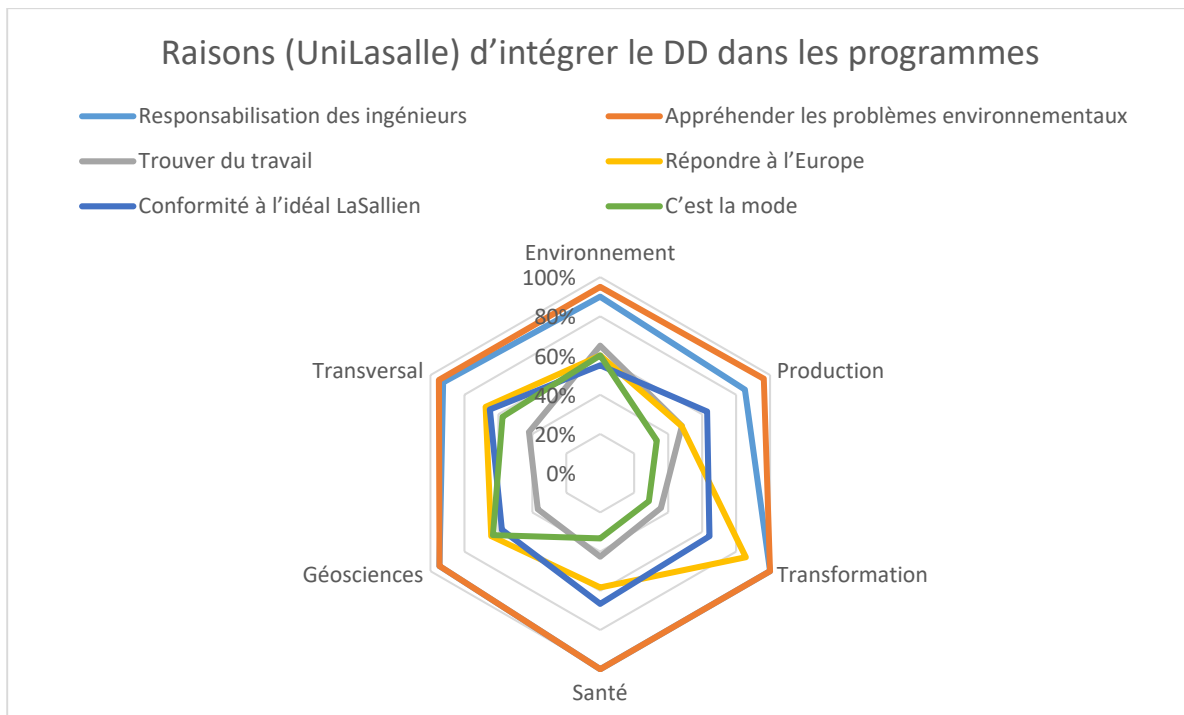 Raisons (UniLasalle) d’intégrer le DD dans les programmes
Responsabilisation des ingénieurs
Appréhender les problèmes environnementaux
Trouver du travail
Répondre à l’Europe
Conformité à l’idéal LaSallien
C’est la mode
Environnement
100%
80%
60%
40%
20%
0%
Transversal
Production
Géosciences
Transformation
Santé